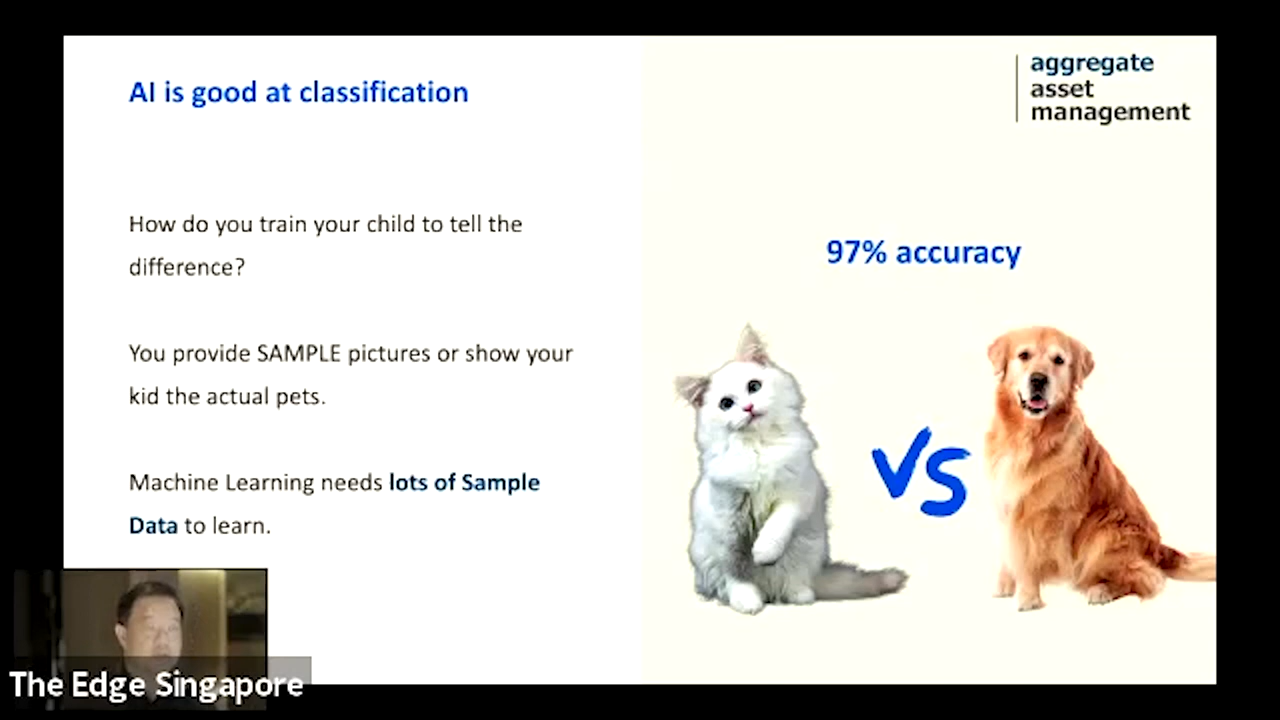 AI is good at classification
aggregate
asset
management
How do you train your child to tell the
difference?
You provide SAMPLE pictures or show your
kid the actual pets.
Machine Learning needs lots of Sample
Data to learn.
97% accuracy
VS
The Edge Singapore